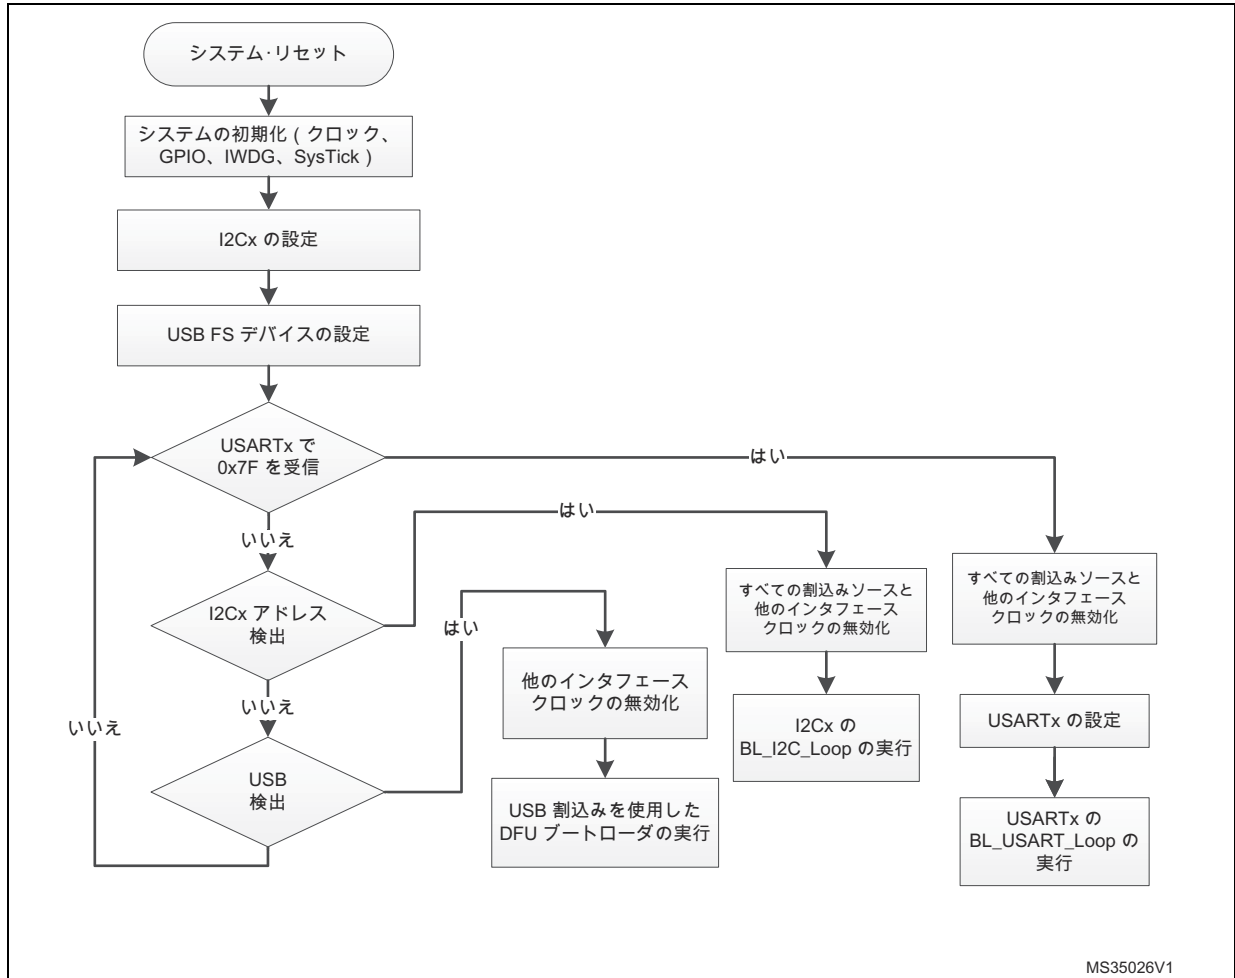 システム･リセット
システムの初期化（クロック、
GPIO、IWDG、SysTick）
I2Cx の設定
USB FS デバイスの設定
USARTx で
0x7F を受信
はい
いいえ
I2Cx アドレス
検出
はい
いいえ
USB
検出
はい
いいえ
他のインタフェース
クロックの無効化
USB 割込みを使用した
DFU ブートローダの実行
すべての割込みソースと
他のインタフェース
クロックの無効化
I2Cx の
BL_I2C_Loop の実行
すべての割込みソースと
他のインタフェース
クロックの無効化
USARTx の設定
USARTx の
BL_USART_Loop の
実行
MS35026V1